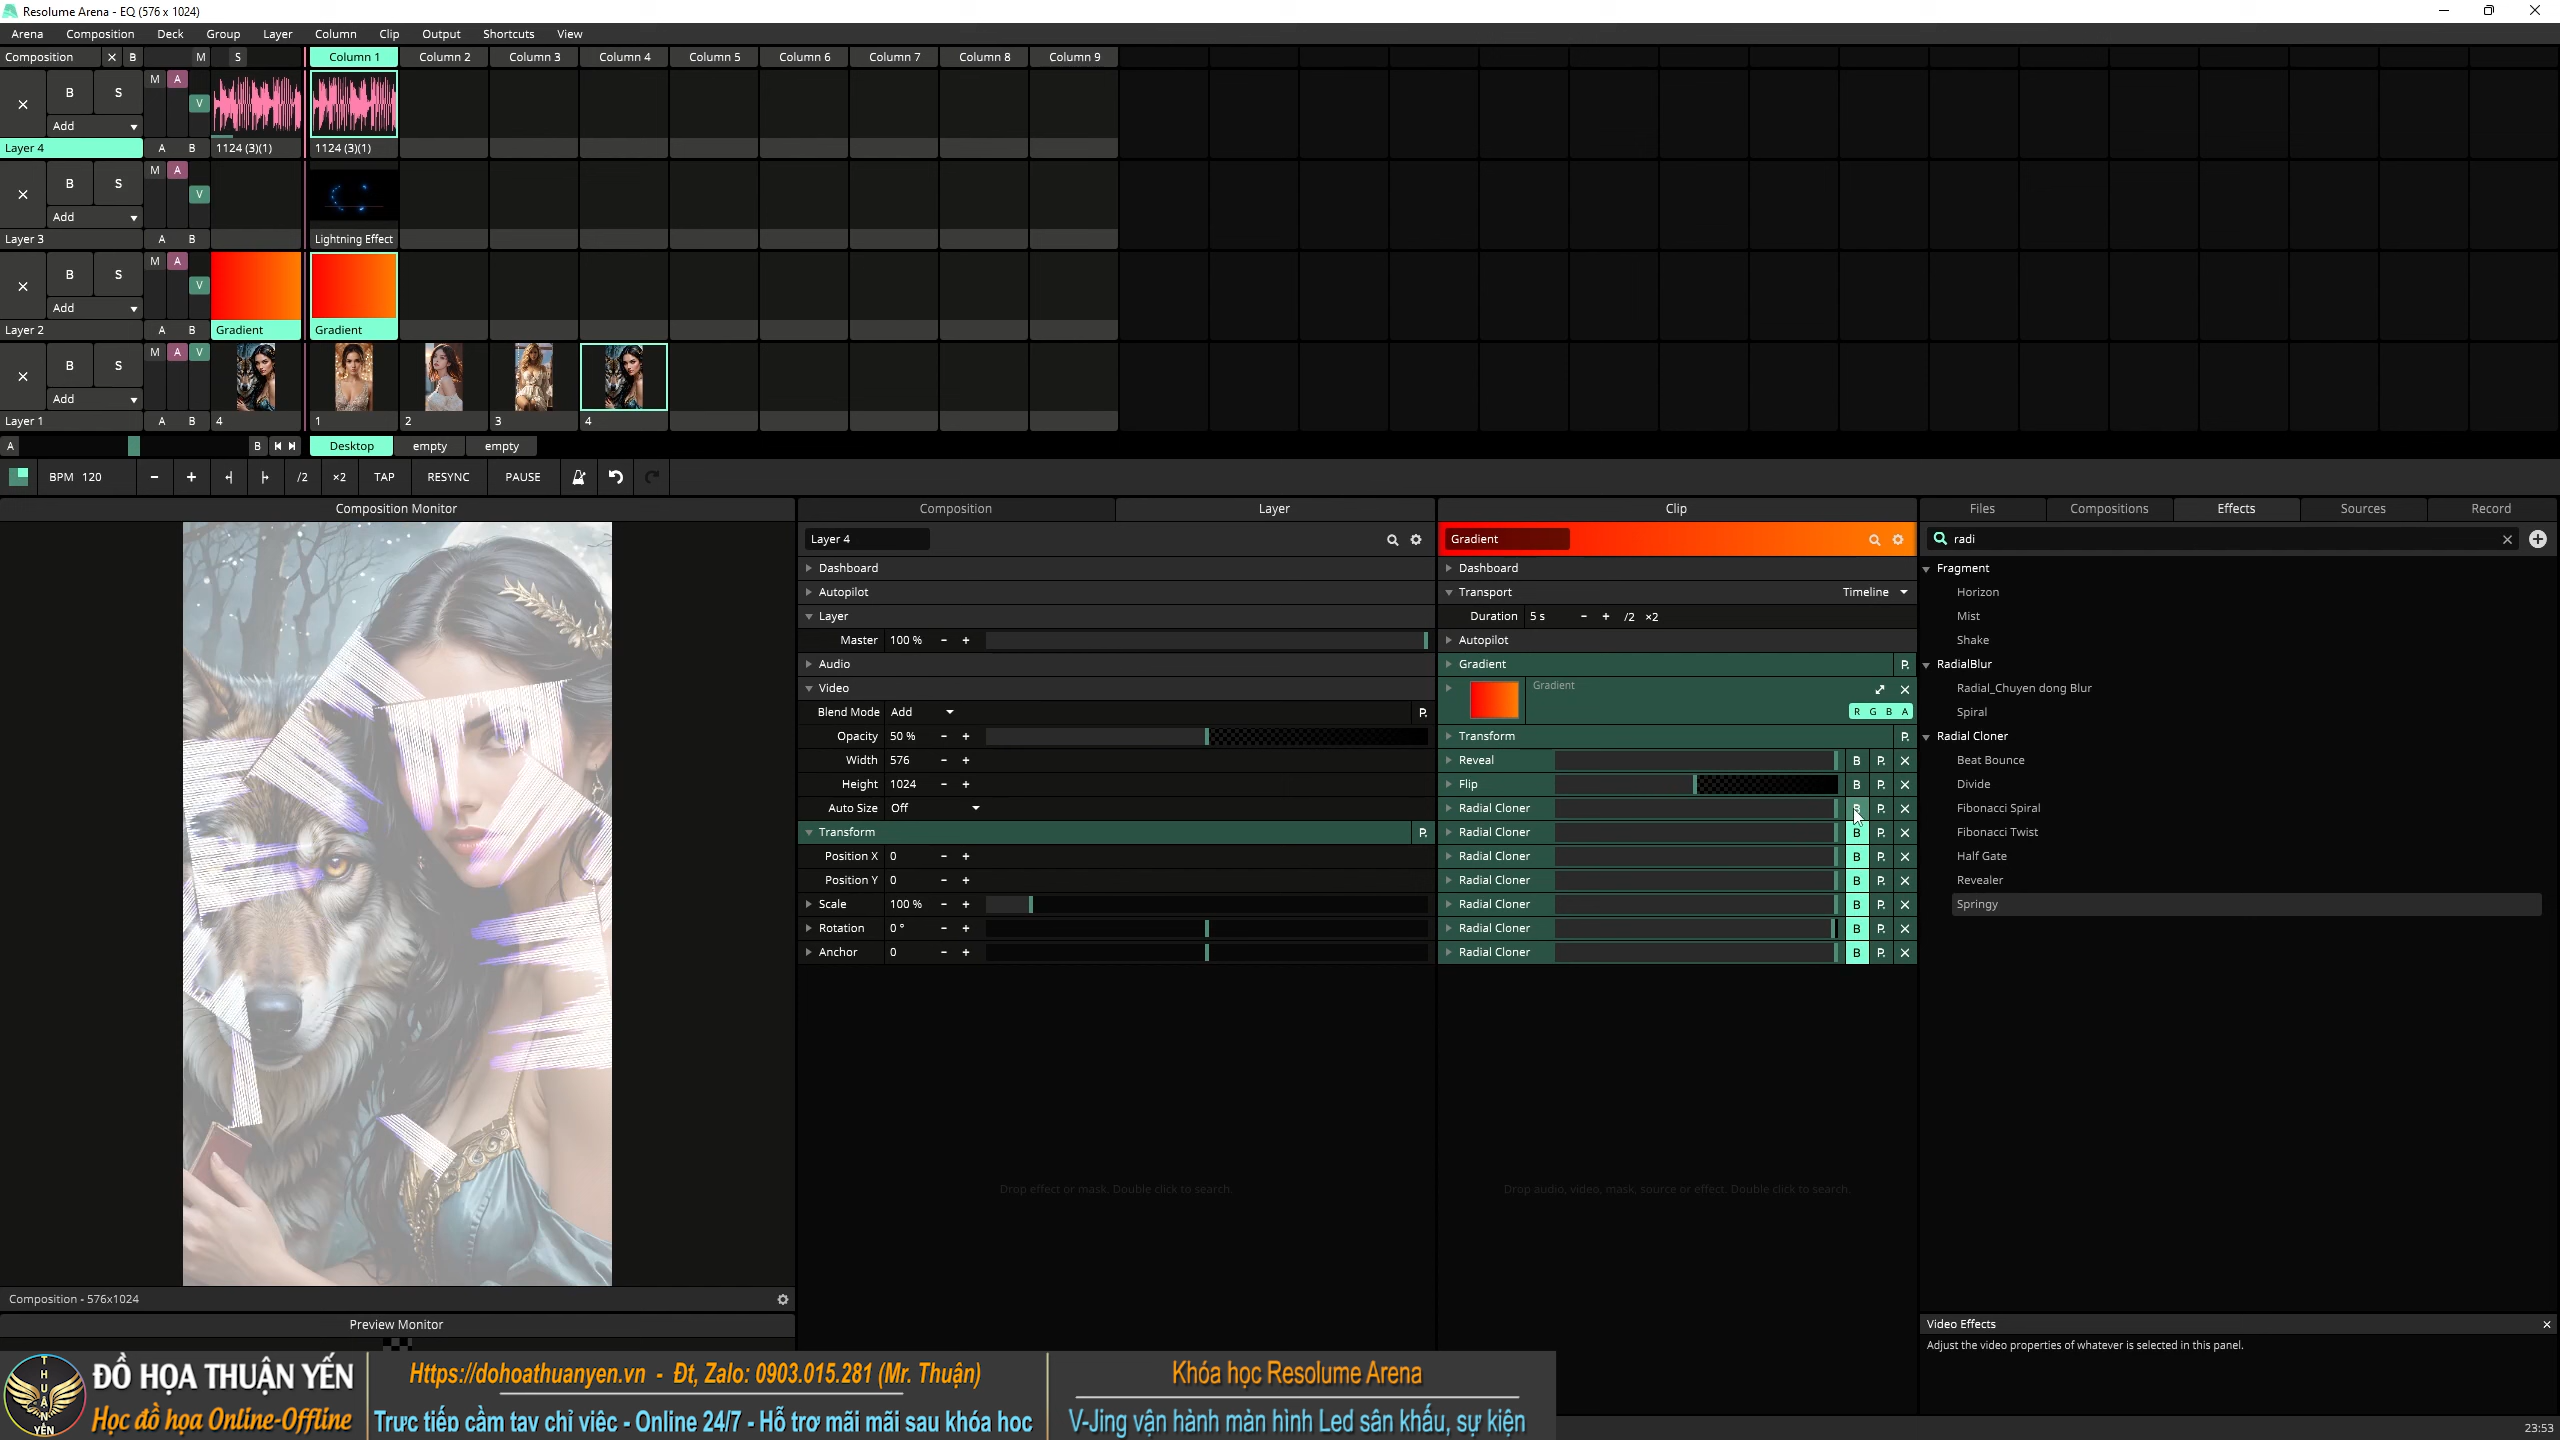 Resolume Arena - EQ (576 x 1024)
Arena Composition Deck Group Layer Column Clip Output Shortcuts View
Composition B M S Column 1 Column 2 Column 3 Column 4 Column 5 Column 6 Column 7 Column 8 Column 9
M A
B S
V
Add
Layer 4 A B 1124 (3)(1) 1124 (3)(1)
M A
B S
V
Add
Layer 3 A B Lightning Effect
M A
B S
V
Add
Layer 2 A B Gradient Gradient
M A V
B S
Add
Layer 1 A B 4 1 2 3 4
A B Desktop empty empty
BPM 120 - + /2 ×2 TAP RESYNC PAUSE
Composition Monitor
Composition - 576x1024
Preview Monitor
Composition Layer
Layer 4
Dashboard
Autopilot
Layer
Master 100 % - +
Audio
Video
Blend Mode Add P.
Opacity 50 % - +
Width 576 - +
Height 1024 - +
Auto Size Off
Transform P.
Position X 0 - +
Position Y 0 - +
Scale 100 % - +
Rotation 0 ° - +
Anchor 0 - +
Drop effect or mask. Double click to search.
Clip
Gradient
Dashboard
Transport Timeline
Duration 5 s - + /2 ×2
Autopilot
Gradient P.
Gradient
R G B A
Transform P.
Reveal B P.
Flip B P.
Radial Cloner B P.
Radial Cloner B P.
Radial Cloner B P.
Radial Cloner B P.
Radial Cloner B P.
Radial Cloner B P.
Radial Cloner B P.
Drop audio, video, mask, source or effect. Double click to search.
Files Compositions Effects Sources Record
radi
Fragment
Horizon
Mist
Shake
RadialBlur
Radial_Chuyen dong Blur
Spiral
Radial Cloner
Beat Bounce
Divide
Fibonacci Spiral
Fibonacci Twist
Half Gate
Revealer
Springy
Video Effects
Adjust the video properties of whatever is selected in this panel.
23:53
THUẬN
YẾN
ĐỒ HỌA THUẬN YẾN
Học đồ họa Online-Offline
Https://dohoathuanyen.vn - Đt, Zalo: 0903.015.281 (Mr. Thuận)
Trực tiếp cầm tay chỉ việc - Online 24/7 - Hỗ trợ mãi mãi sau khóa học
Khóa học Resolume Arena
V-Jing vận hành màn hình Led sân khấu, sự kiện